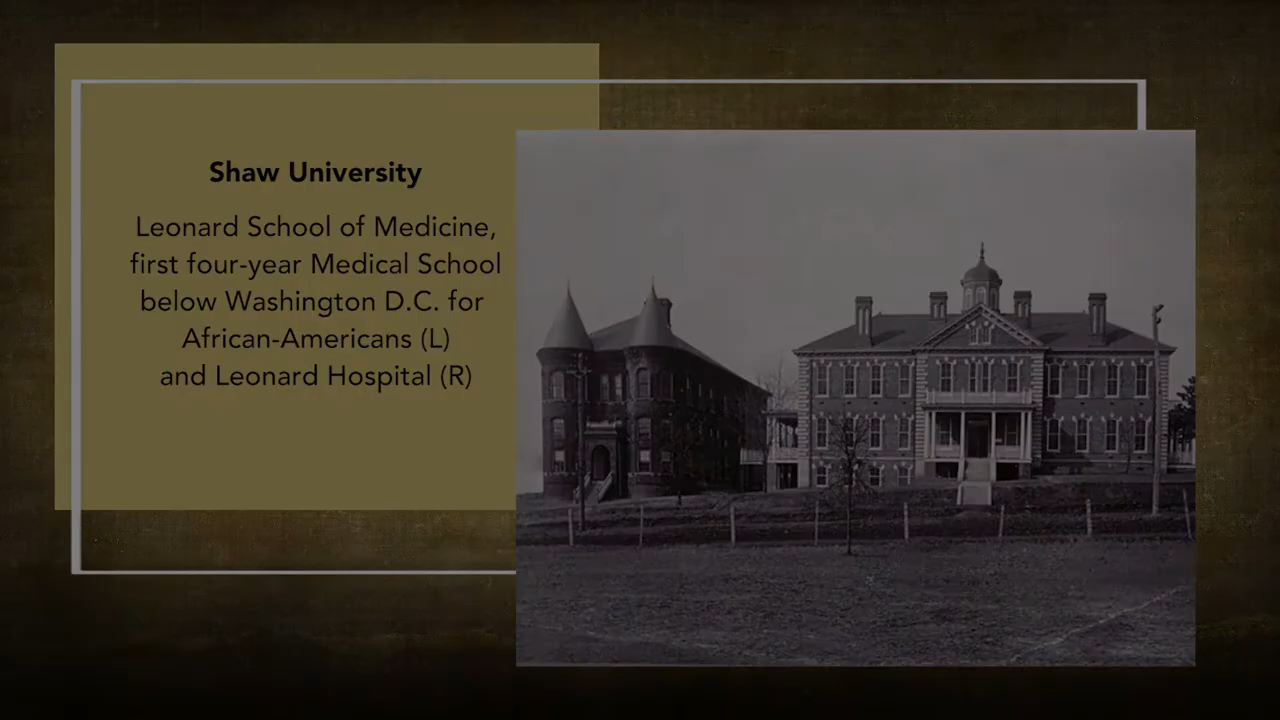 Shaw University
Leonard School of Medicine,
first four-year Medical School
below Washington D.C. for
African-Americans (L)
and Leonard Hospital (R)